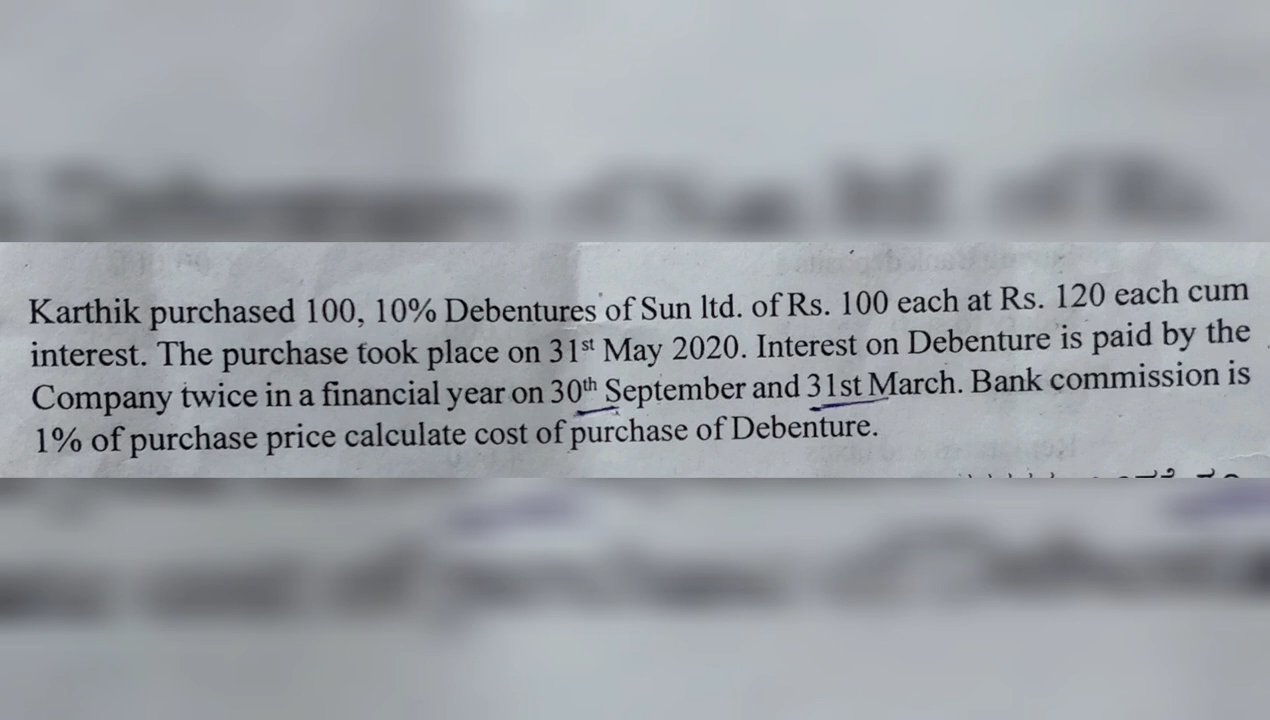 Karthik purchased 100, 10% Debentures of Sun ltd. of Rs. 100 each at Rs. 120 each cum
interest. The purchase took place on 31st May 2020. Interest on Debenture is paid by the
Company twice in a financial year on 30th September and 31st March. Bank commission is
1% of purchase price calculate cost of purchase of Debenture.